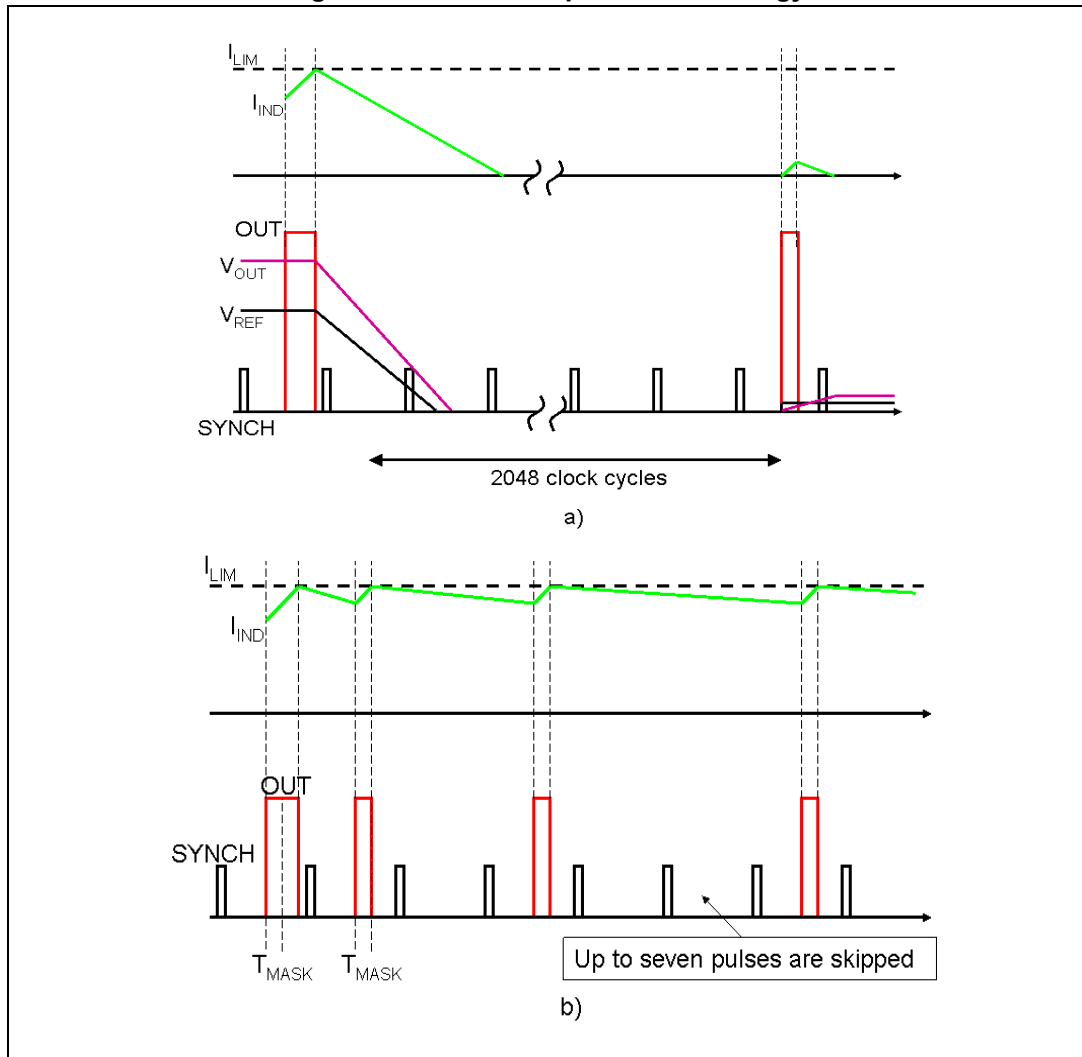 I_LIM
I_IND
OUT
V_OUT
V_REF
SYNCH
2048 clock cycles
a)
I_LIM
I_IND
OUT
SYNCH
T_MASK T_MASK
Up to seven pulses are skipped
b)